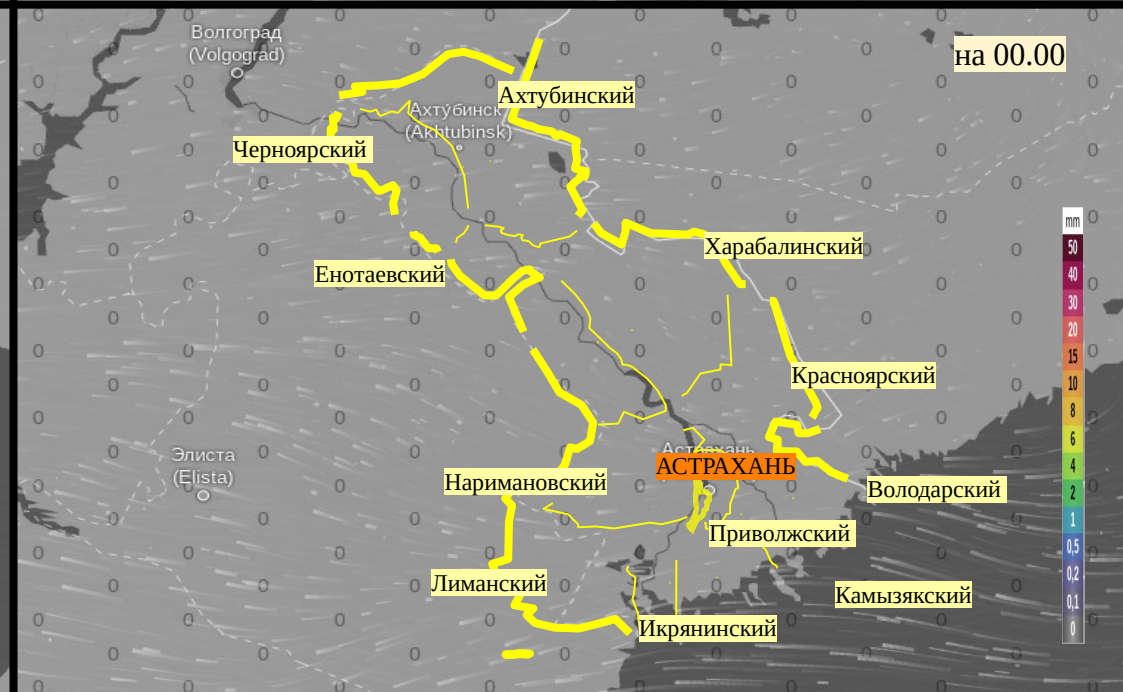 Волгоград
(Volgograd)
на 00.00
Ахтубинский
Ахтубинск
(Akhtubinsk)
Черноярский
mm
50
40
30
20
15
10
8
6
4
2
1
0,5
0,2
0,1
0
Харабалинский
Енотаевский
Красноярский
Элиста
(Elista)
Астрахань
АСТРАХАНЬ
Наримановский
Володарский
Приволжский
Лиманский
Камызякский
Икрянинский